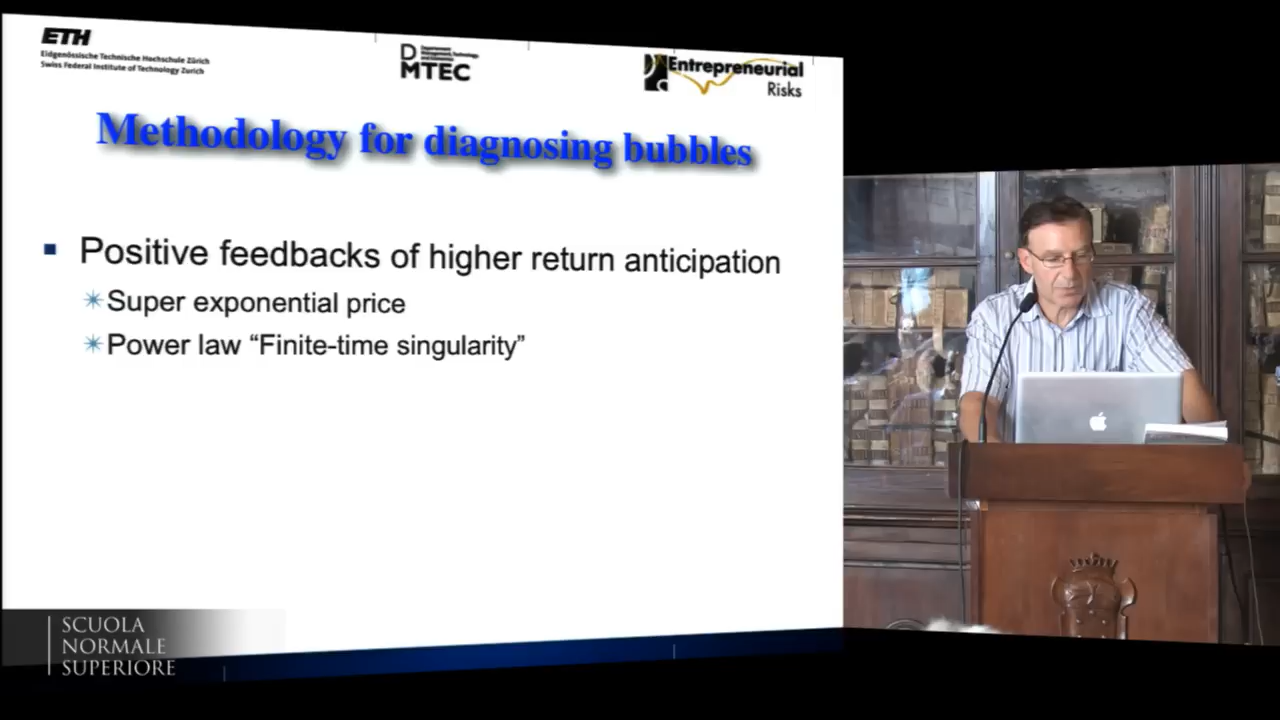 ETH
Eidgenössische Technische Hochschule Zürich
Swiss Federal Institute of Technology Zurich
D
MTEC
Entrepreneurial
Risks
Methodology for diagnosing bubbles
Positive feedbacks of higher return anticipation
Super exponential price
Power law “Finite-time singularity”
SCUOLA
NORMALE
SUPERIORE